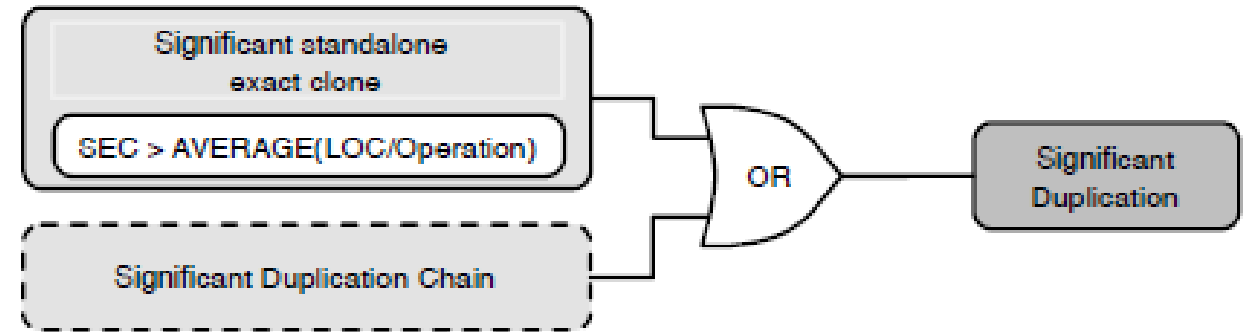 Significant standalone
exact clone
SEC > AVERAGE(LOC/Operation)
OR
Significant
Duplication
Significant Duplication Chain